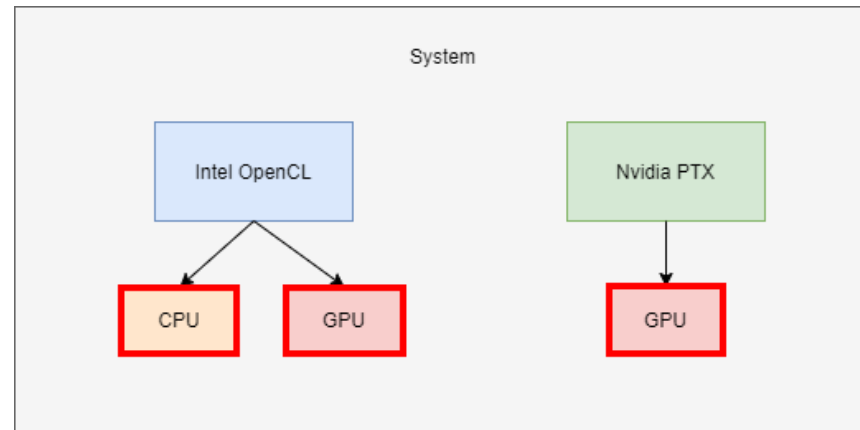 System
Intel OpenCL
Nvidia PTX
CPU
GPU
GPU